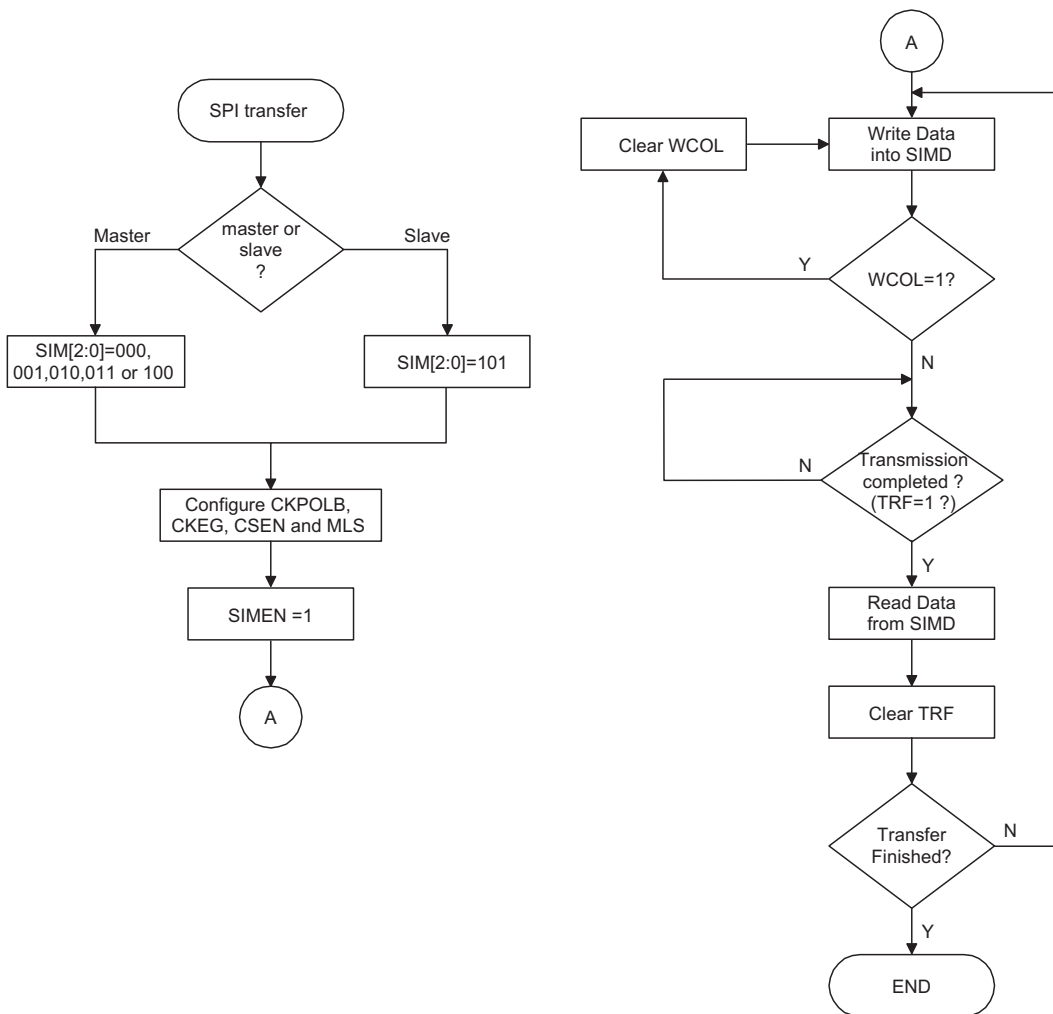 SPI transfer
master or
slave
?
Master
Slave
SIM[2:0]=000,
001,010,011 or 100
SIM[2:0]=101
Configure CKPOLB,
CKEG, CSEN and MLS
SIMEN =1
A
A
Write Data
into SIMD
Clear WCOL
WCOL=1?
Y
N
Transmission
completed ?
(TRF=1 ?)
N
Y
Read Data
from SIMD
Clear TRF
Transfer
Finished?
N
Y
END